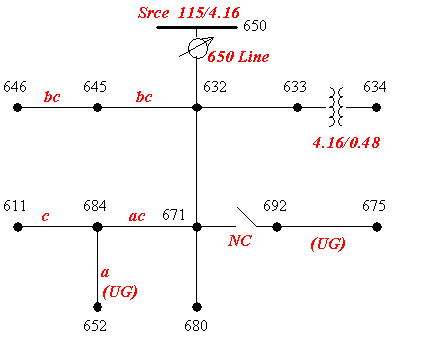 Srce 115/4.16
650
650 Line
646
645
632
633
634
bc
bc
4.16/0.48
611
684
671
692
675
c
ac
NC
(UG)
a
(UG)
652
680